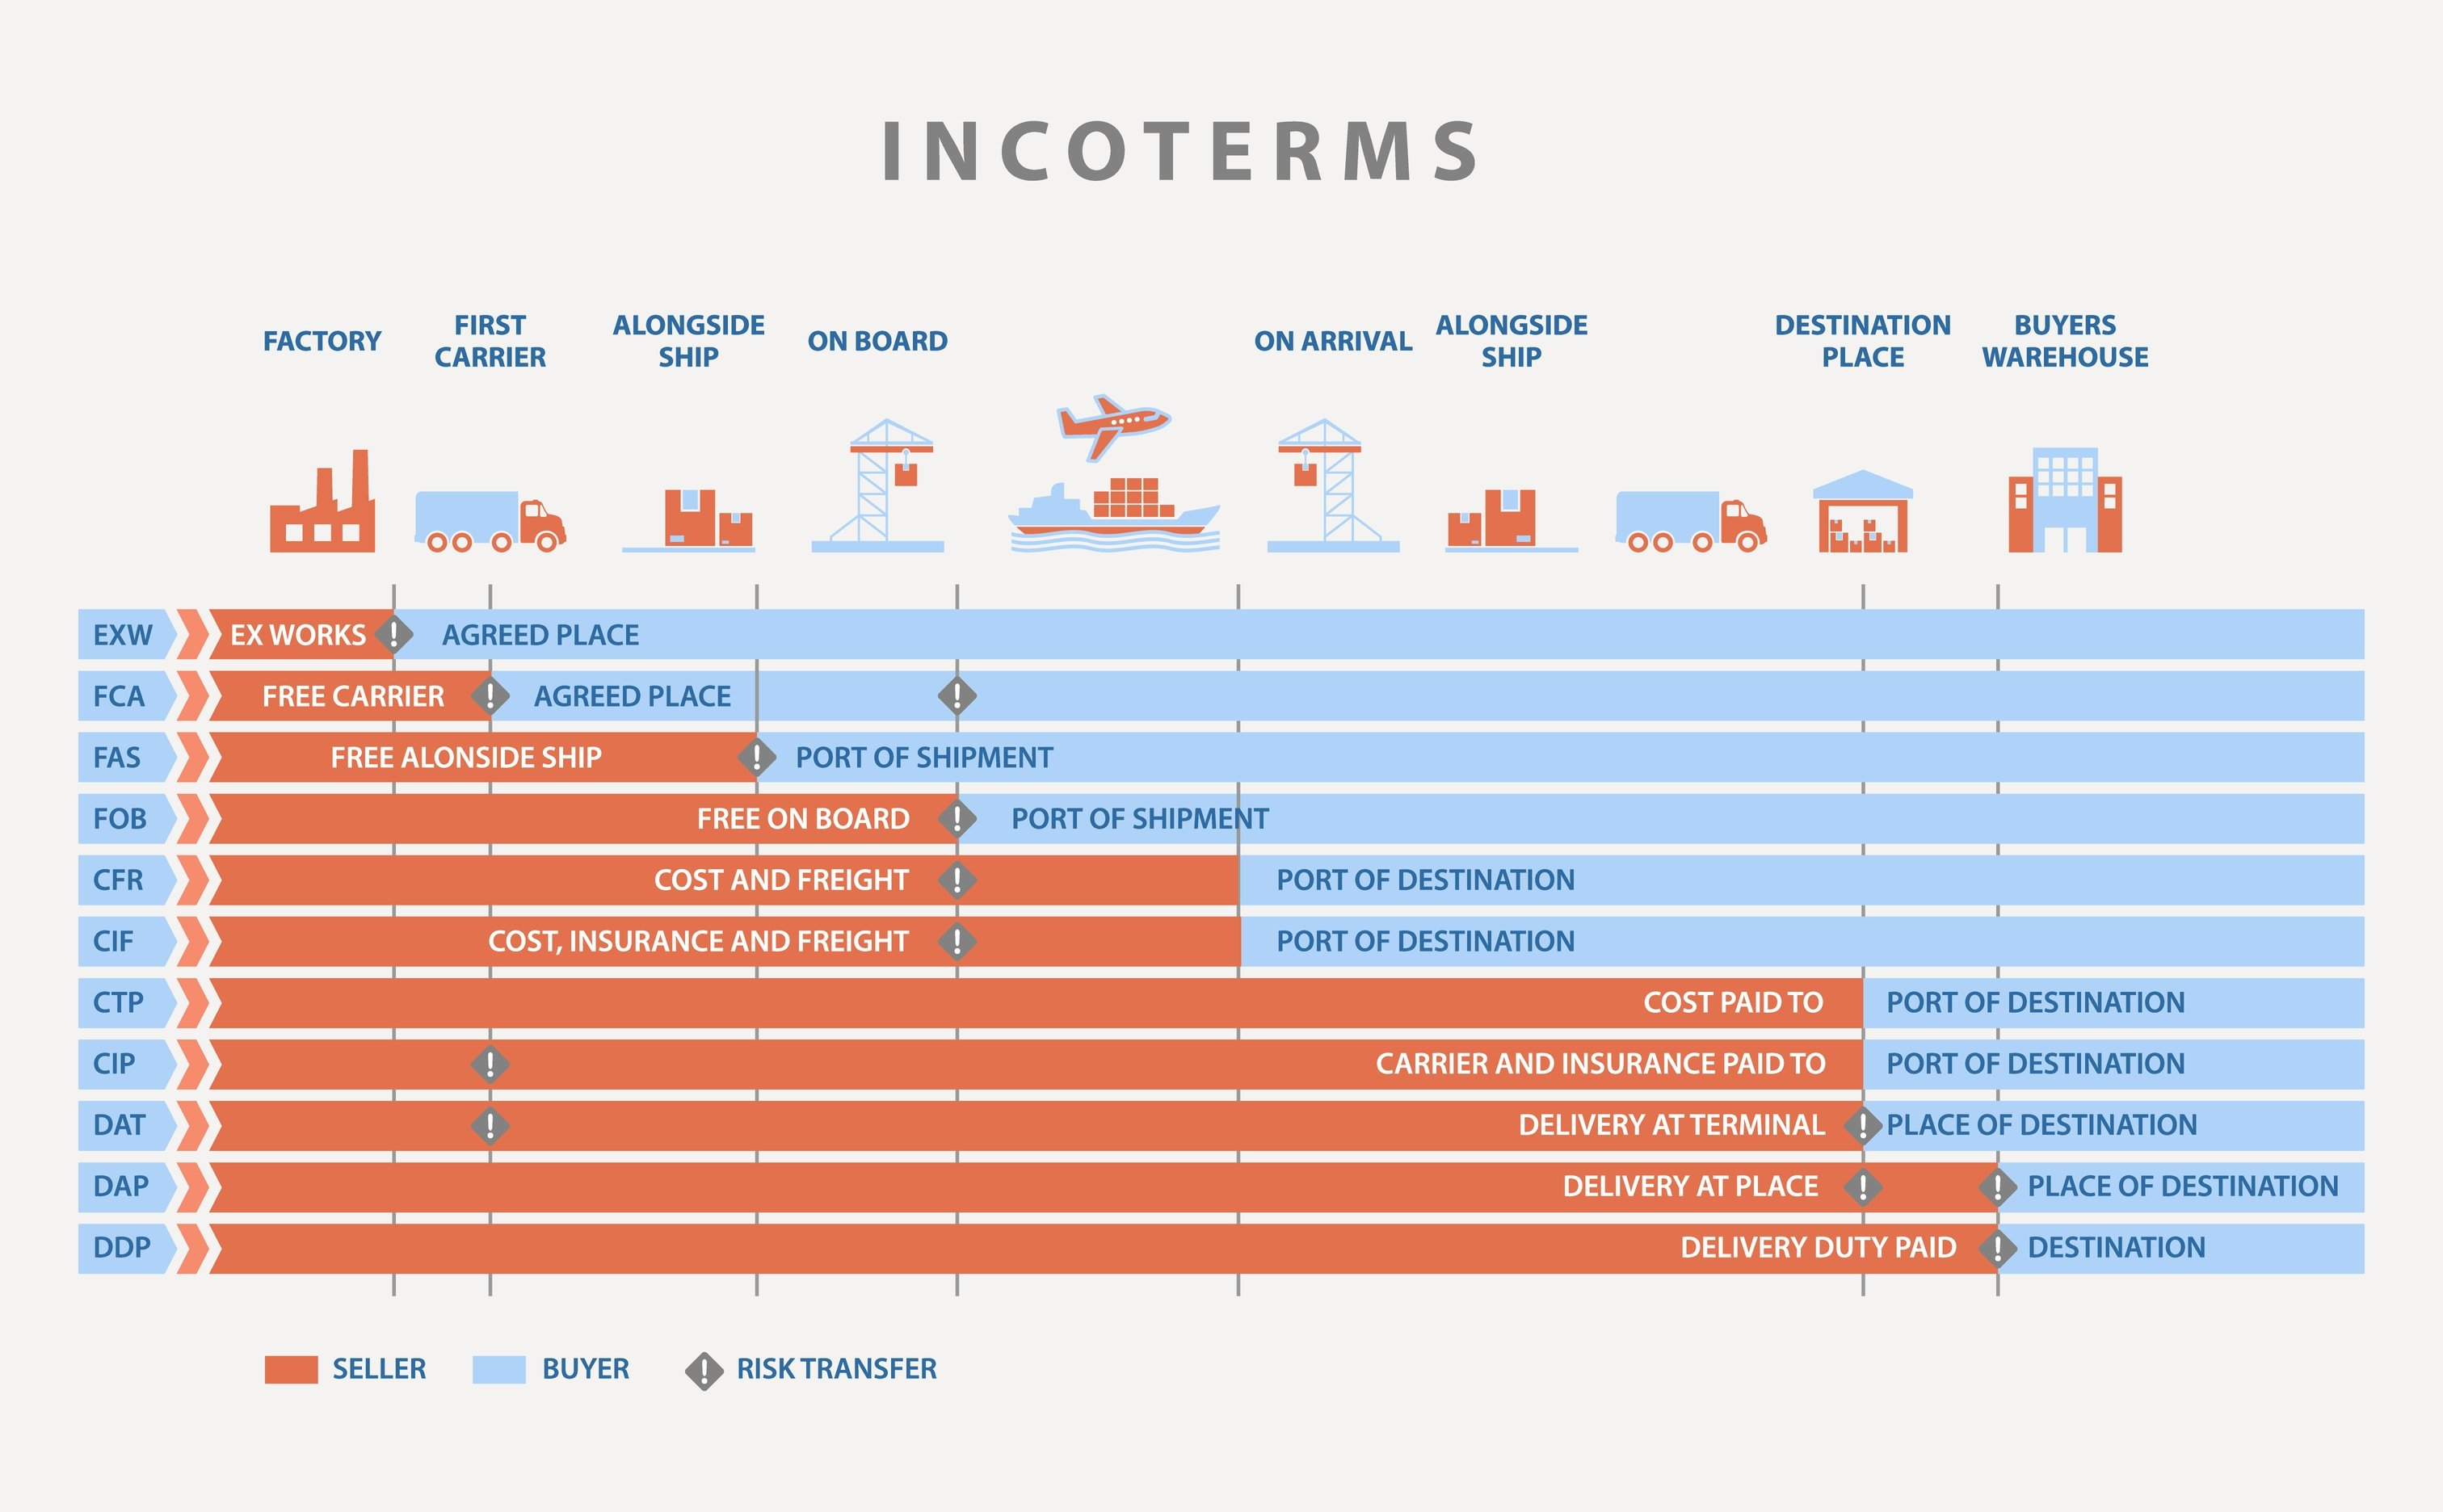 INCOTERMS
FACTORY
FIRST
CARRIER
ALONGSIDE
SHIP
ON BOARD
ON ARRIVAL
ALONGSIDE
SHIP
DESTINATION
PLACE
BUYERS
WAREHOUSE
EXW EX WORKS ! AGREED PLACE
FCA FREE CARRIER ! AGREED PLACE !
FAS FREE ALONSIDE SHIP ! PORT OF SHIPMENT
FOB FREE ON BOARD ! PORT OF SHIPMENT
CFR COST AND FREIGHT ! PORT OF DESTINATION
CIF COST, INSURANCE AND FREIGHT ! PORT OF DESTINATION
CTP COST PAID TO PORT OF DESTINATION
CIP ! CARRIER AND INSURANCE PAID TO PORT OF DESTINATION
DAT ! DELIVERY AT TERMINAL ! PLACE OF DESTINATION
DAP DELIVERY AT PLACE ! ! PLACE OF DESTINATION
DDP DELIVERY DUTY PAID ! DESTINATION
SELLER BUYER ! RISK TRANSFER